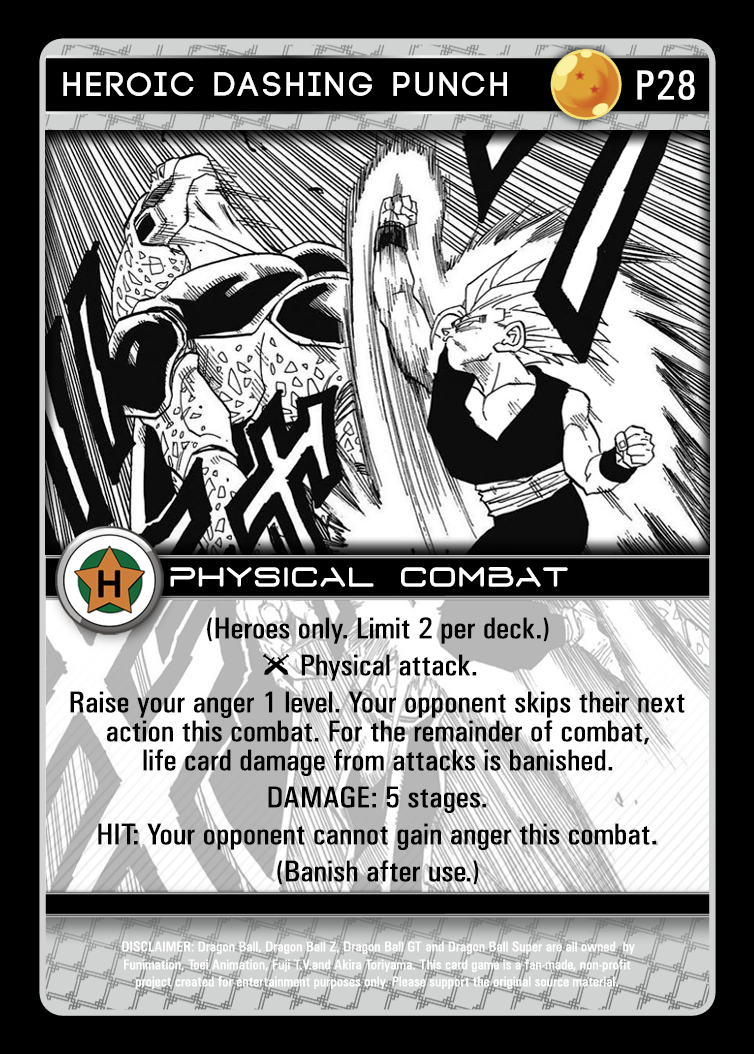 HEROIC DASHING PUNCH P28
H PHYSICAL COMBAT
(Heroes only. Limit 2 per deck.)
Physical attack.
Raise your anger 1 level. Your opponent skips their next
action this combat. For the remainder of combat,
life card damage from attacks is banished.
DAMAGE: 5 stages.
HIT: Your opponent cannot gain anger this combat.
(Banish after use.)
DISCLAIMER: Dragon Ball, Dragon Ball Z, Dragon Ball GT and Dragon Ball Super are all owned by
Funimation, Toei Animation, Fuji T.V.and Akira Toriyama. This card game is a fan-made, non-profit
project created for entertainment purposes only. Please support the original source material.